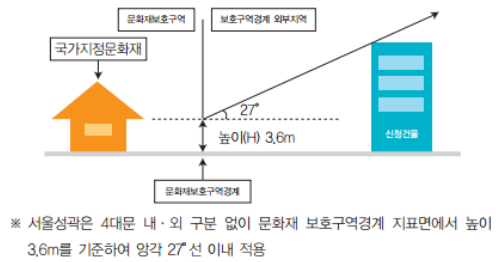 문화재보호구역
보호구역경계 외부지역
국가지정문화재
27°
높이(H) 3.6m
신청건물
문화재보호구역경계
※ 서울성곽은 4대문 내 · 외 구분 없이 문화재 보호구역경계 지표면에서 높이
3.6m를 기준하여 앙각 27°선 이내 적용